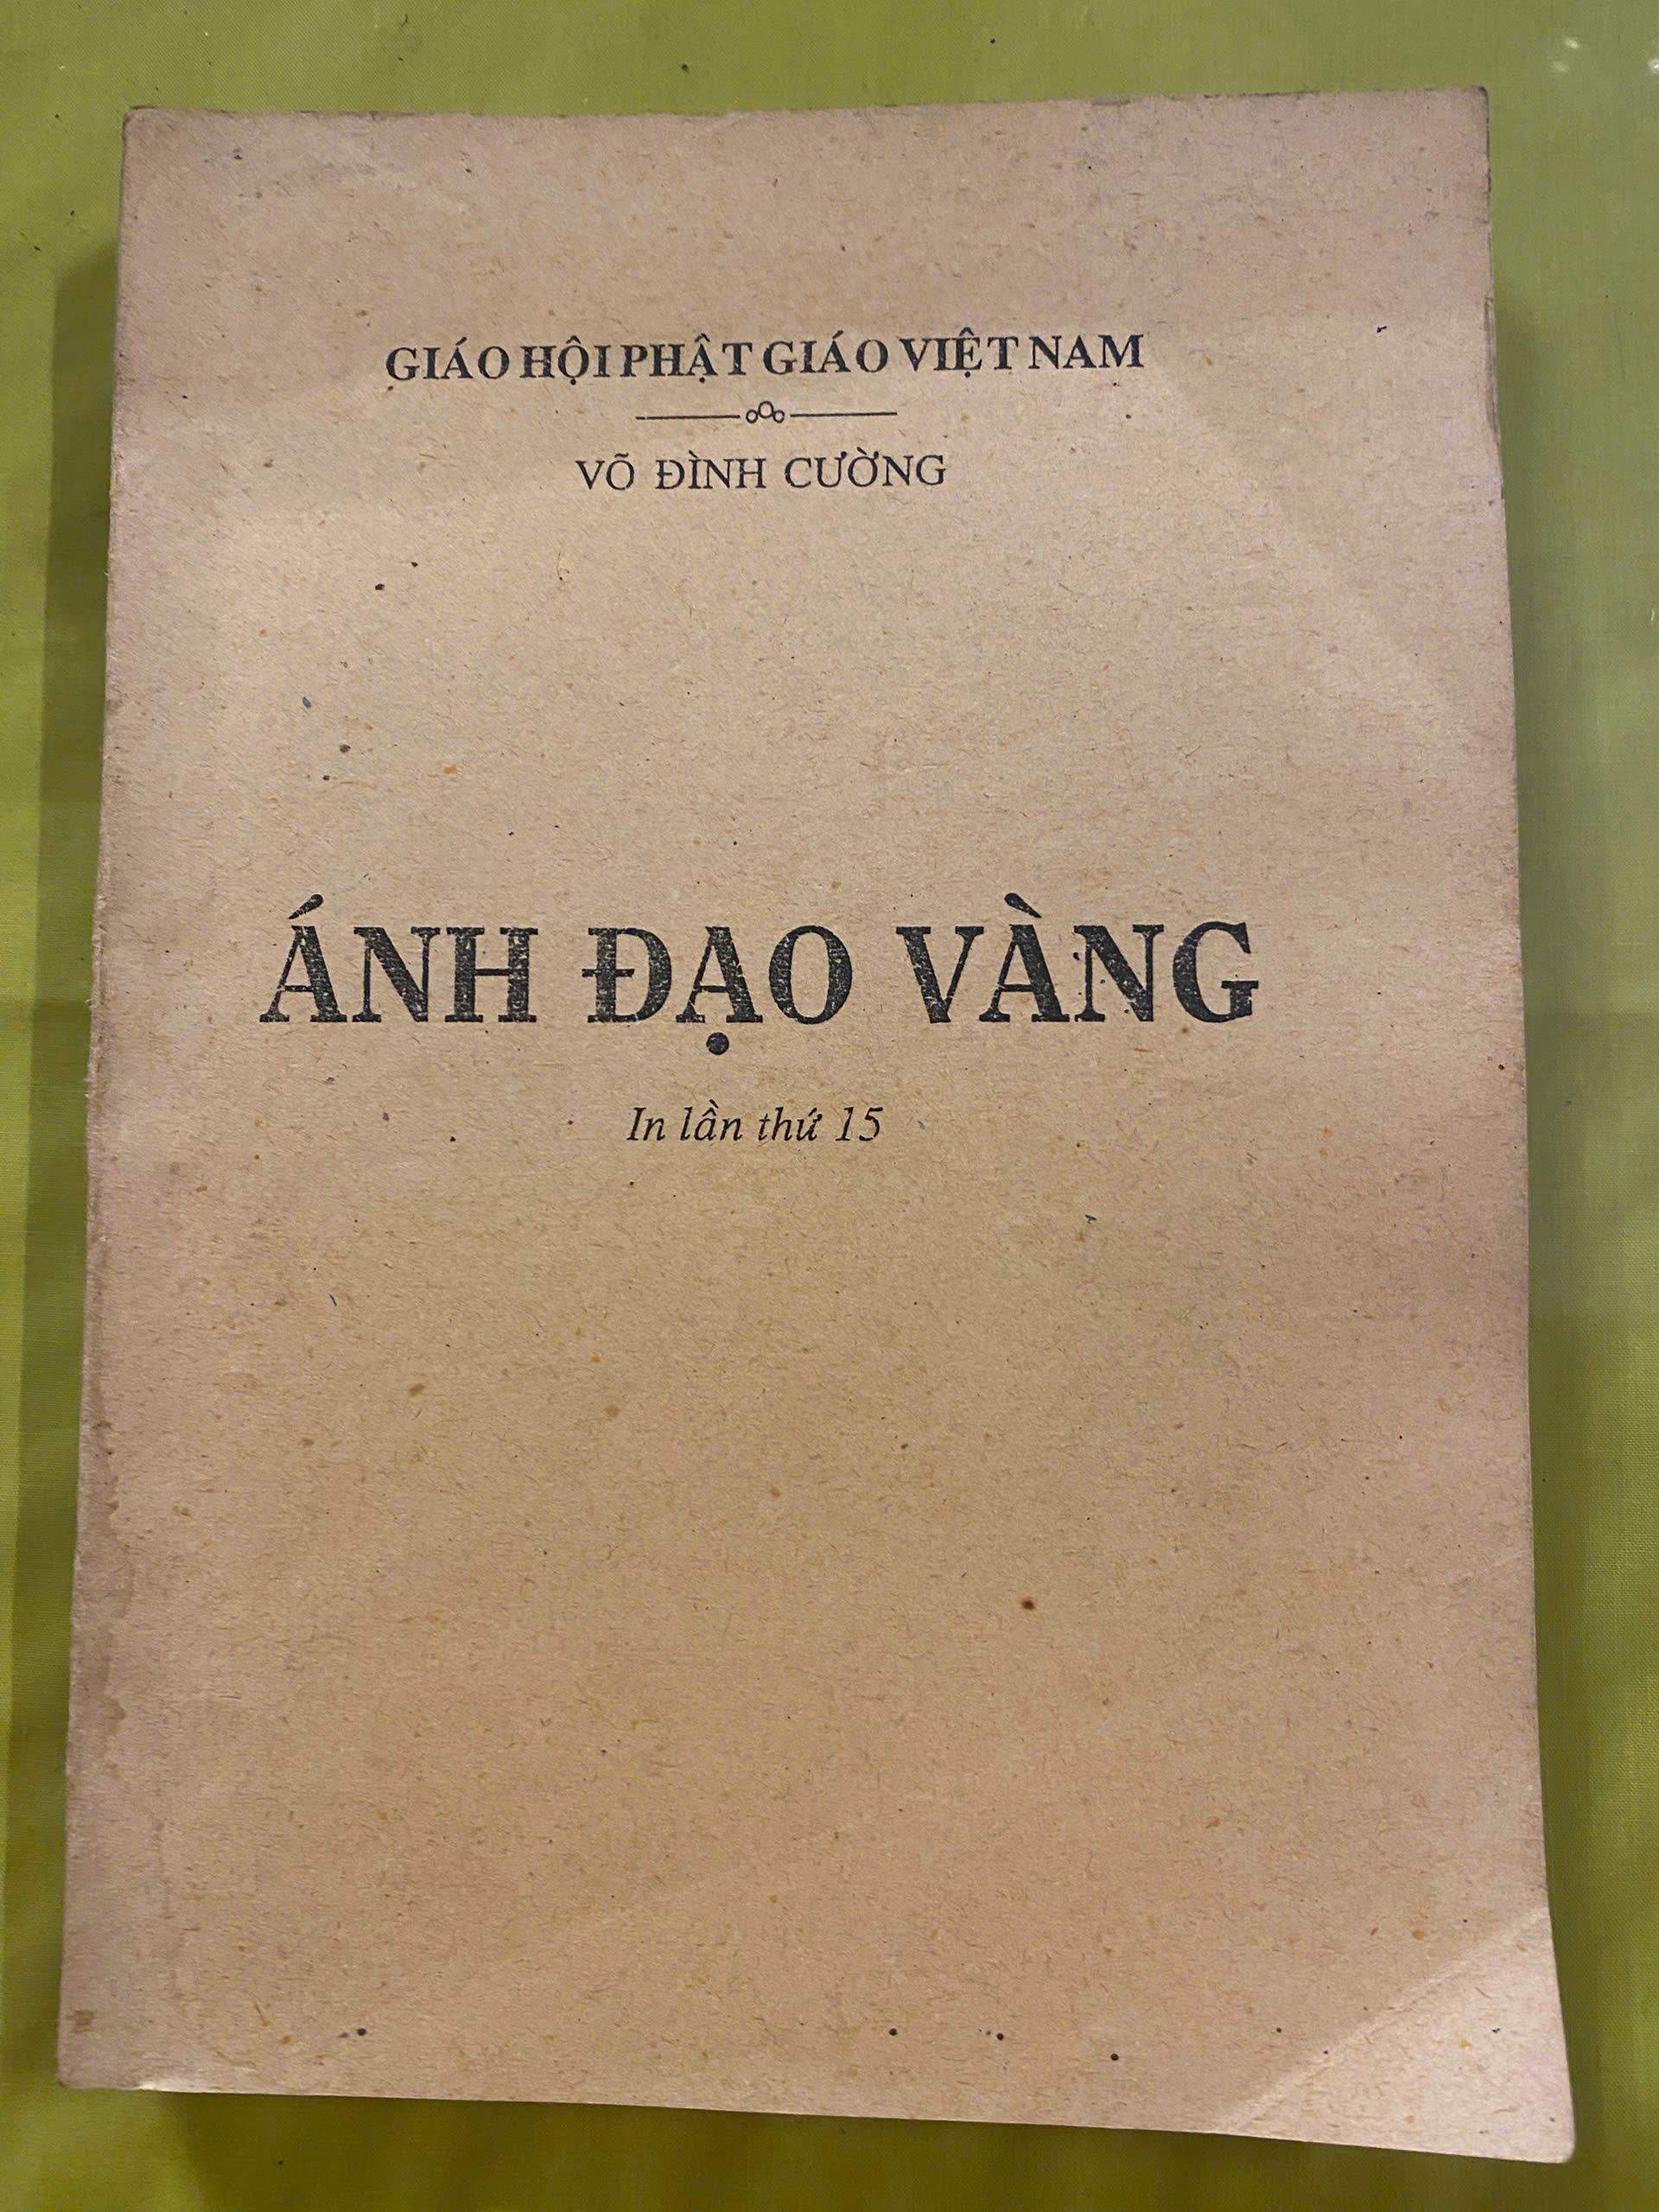 GIÁO HỘI PHẬT GIÁO VIỆT NAM
VÕ ĐÌNH CƯỜNG
ÁNH ĐẠO VÀNG
In lần thứ 15